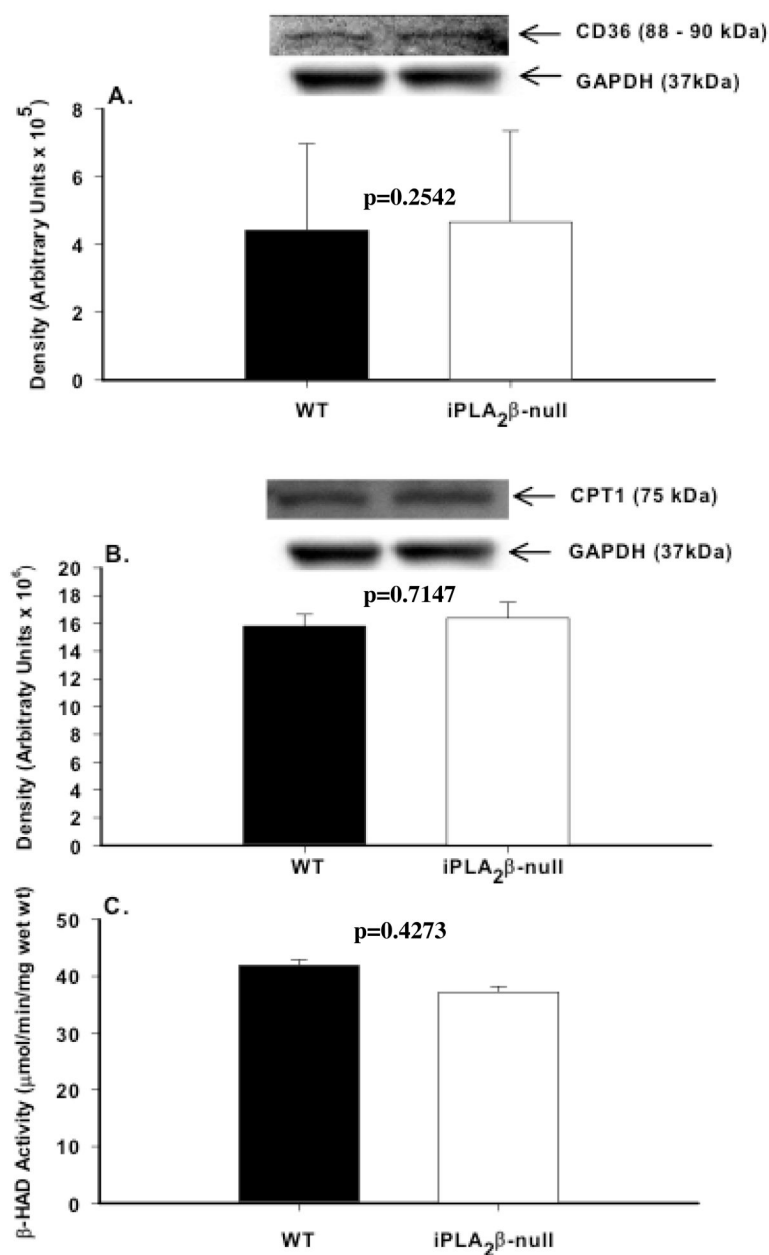 CD36 (88 - 90 kDa)
GAPDH (37kDa)
A.
Density (Arbitrary Units x 10⁵)
8
6
4
2
0
p=0.2542
WT
iPLA₂β-null
CPT1 (75 kDa)
GAPDH (37kDa)
B.
Density (Arbitraty Units x 10⁶)
20
18
16
14
12
10
8
6
4
2
0
p=0.7147
WT
iPLA₂β-null
C.
β-HAD Activity (μmol/min/mg wet wt)
50
40
30
20
10
0
p=0.4273
WT
iPLA₂β-null